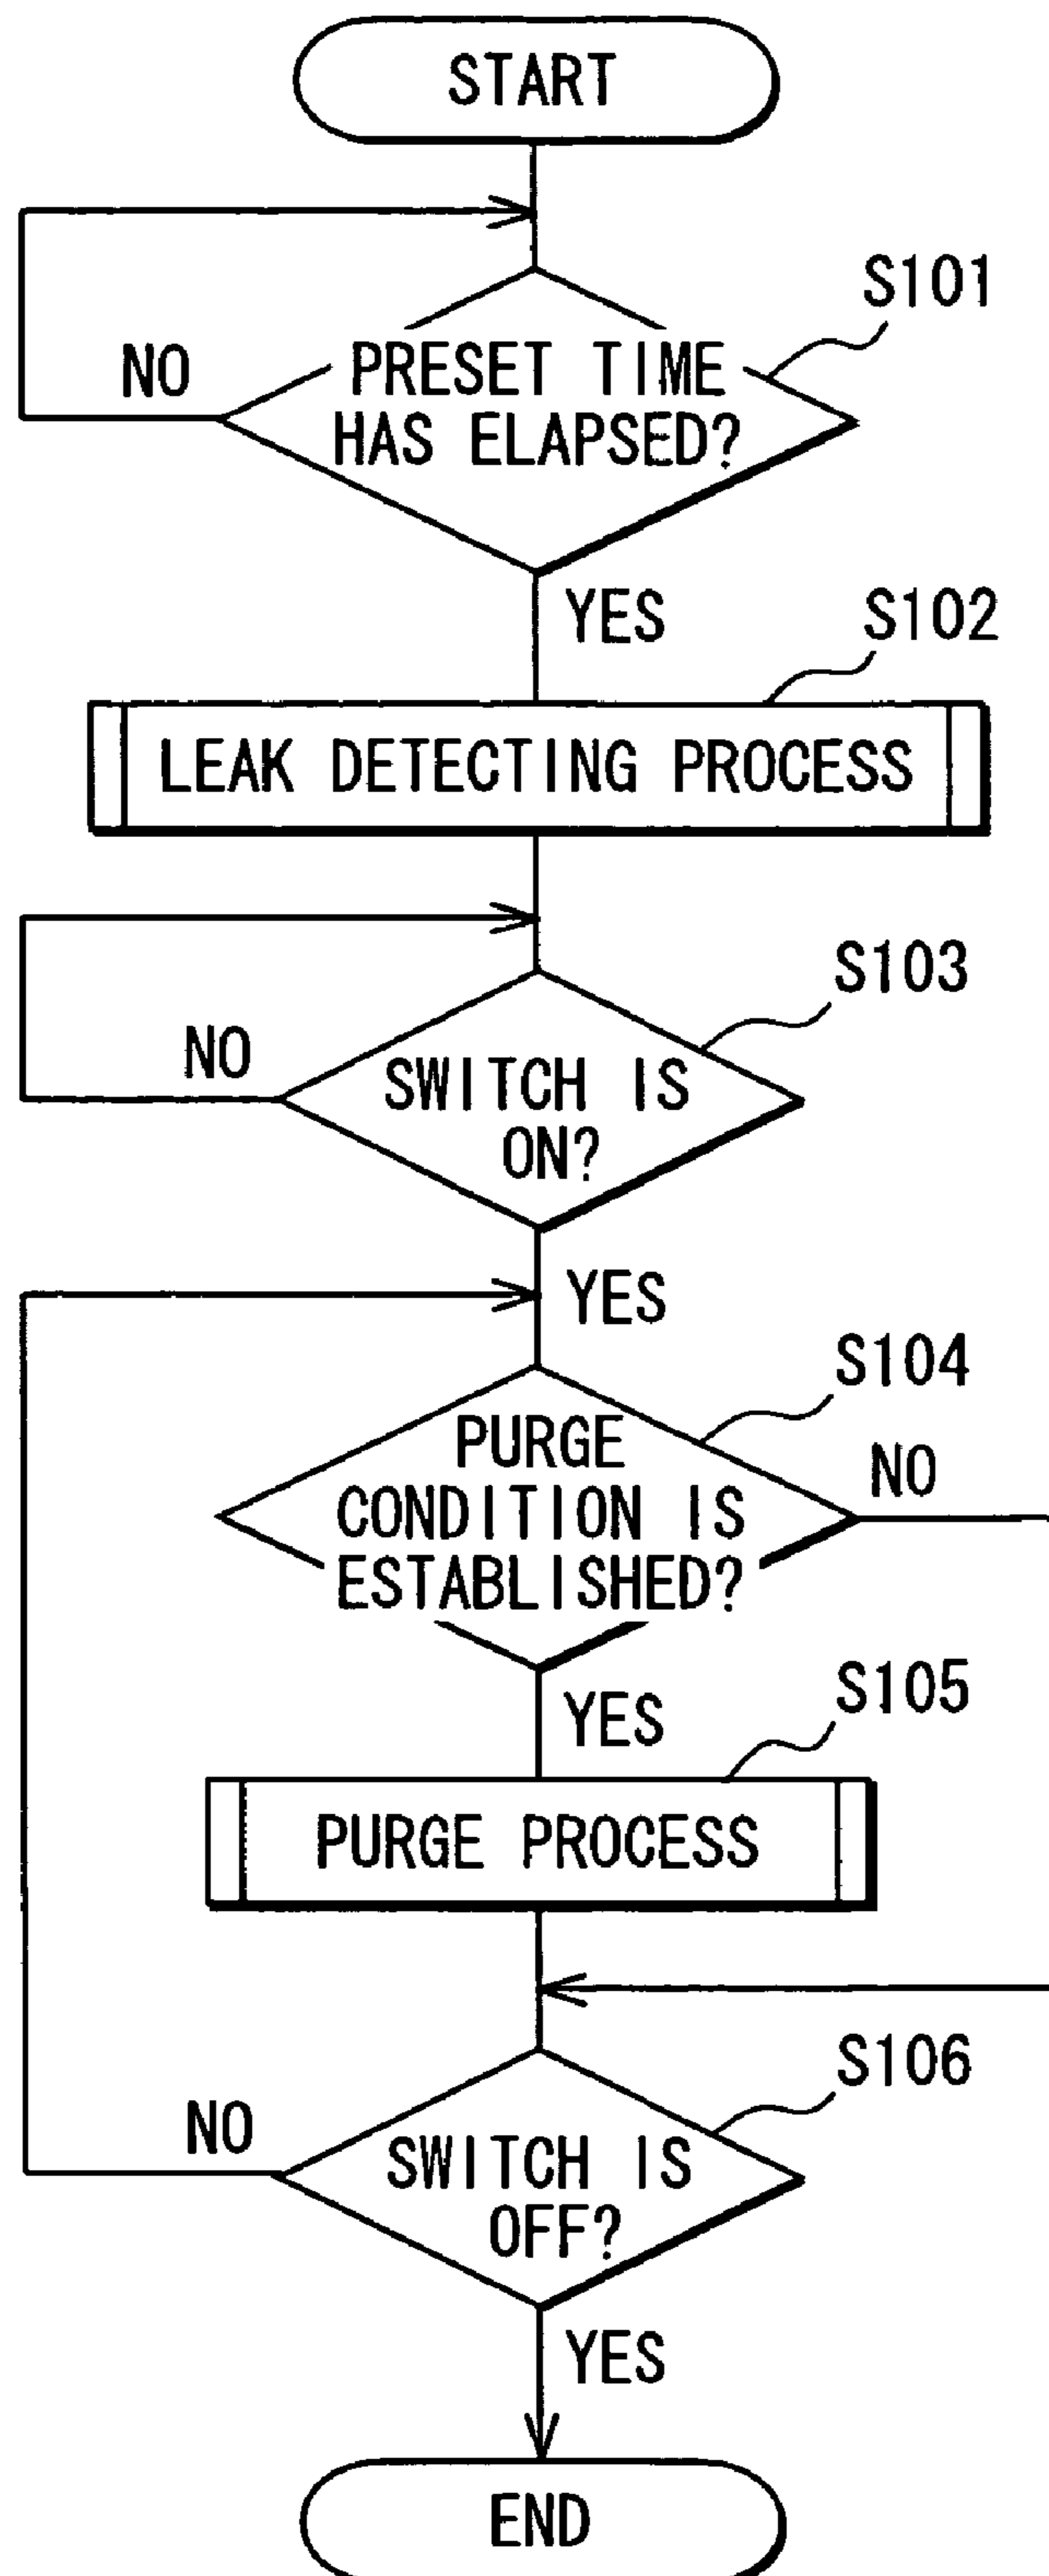 START
S101
NO
PRESET TIME
HAS ELAPSED?
YES
S102
LEAK DETECTING PROCESS
S103
NO
SWITCH IS
ON?
YES
S104
PURGE
NO
CONDITION IS
ESTABLISHED?
S105
YES
PURGE PROCESS
S106
NO
SWITCH IS
OFF?
YES
END